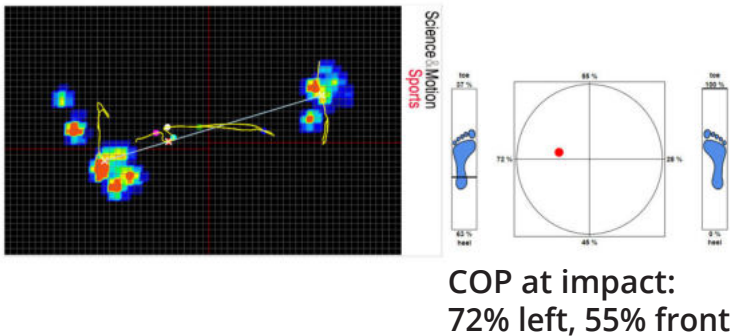 Science&Motion
Sports
toe
37 %
63 %
heel
55 %
72 %
28 %
45 %
toe
100 %
0 %
heel
COP at impact:
72% left, 55% front